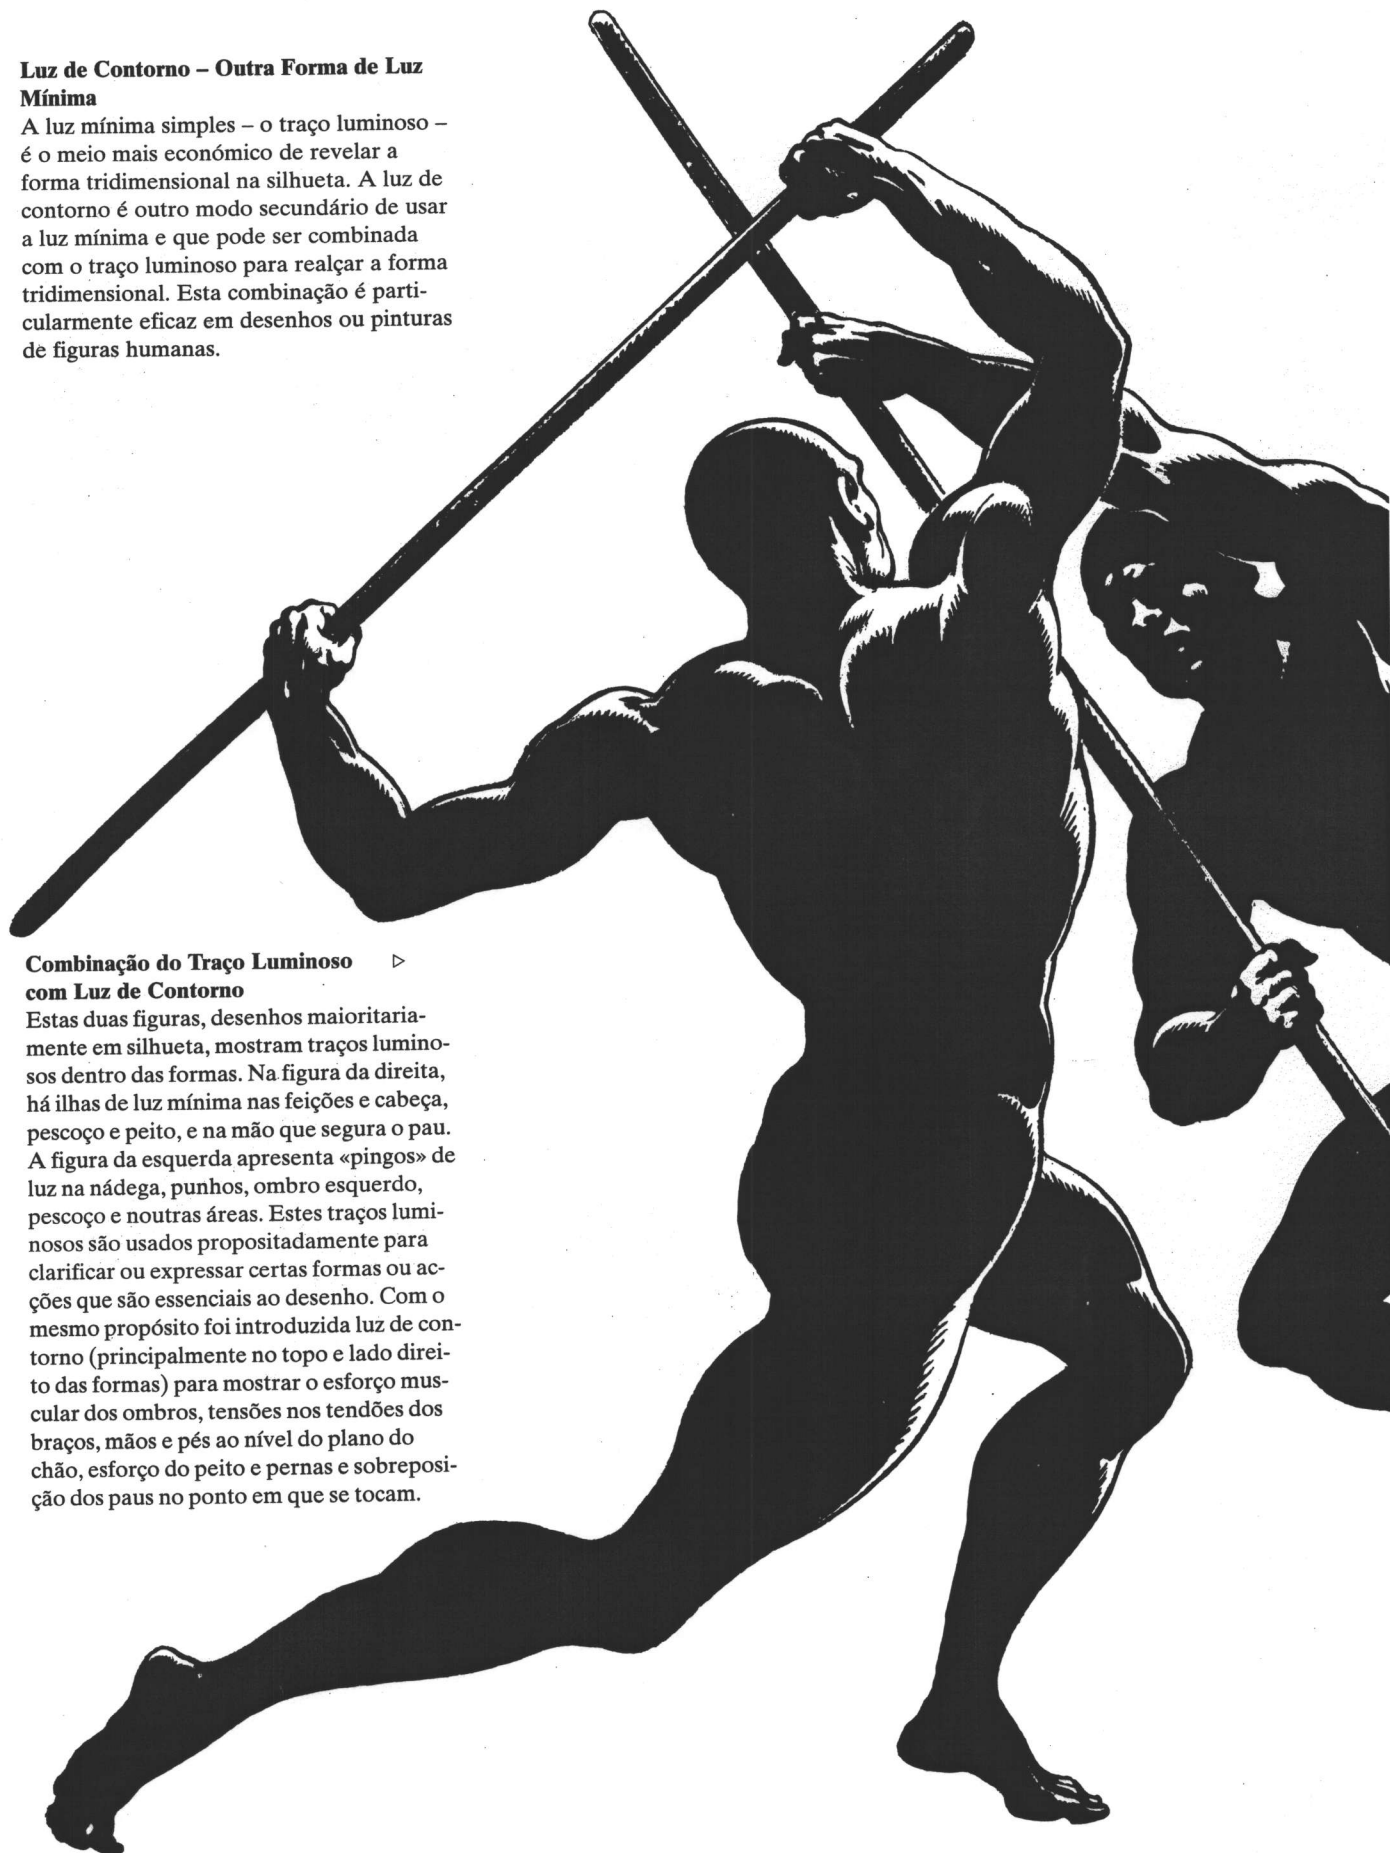 Luz de Contorno – Outra Forma de Luz
Mínima
A luz mínima simples – o traço luminoso –
é o meio mais económico de revelar a
forma tridimensional na silhueta. A luz de
contorno é outro modo secundário de usar
a luz mínima e que pode ser combinada
com o traço luminoso para realçar a forma
tridimensional. Esta combinação é parti-
cularmente eficaz em desenhos ou pinturas
de figuras humanas.
Combinação do Traço Luminoso ▷
com Luz de Contorno
Estas duas figuras, desenhos maioritaria-
mente em silhueta, mostram traços lumino-
sos dentro das formas. Na figura da direita,
há ilhas de luz mínima nas feições e cabeça,
pescoço e peito, e na mão que segura o pau.
A figura da esquerda apresenta «pingos» de
luz na nádega, punhos, ombro esquerdo,
pescoço e noutras áreas. Estes traços lumi-
nosos são usados propositadamente para
clarificar ou expressar certas formas ou ac-
ções que são essenciais ao desenho. Com o
mesmo propósito foi introduzida luz de con-
torno (principalmente no topo e lado direi-
to das formas) para mostrar o esforço mus-
cular dos ombros, tensões nos tendões dos
braços, mãos e pés ao nível do plano do
chão, esforço do peito e pernas e sobreposi-
ção dos paus no ponto em que se tocam.